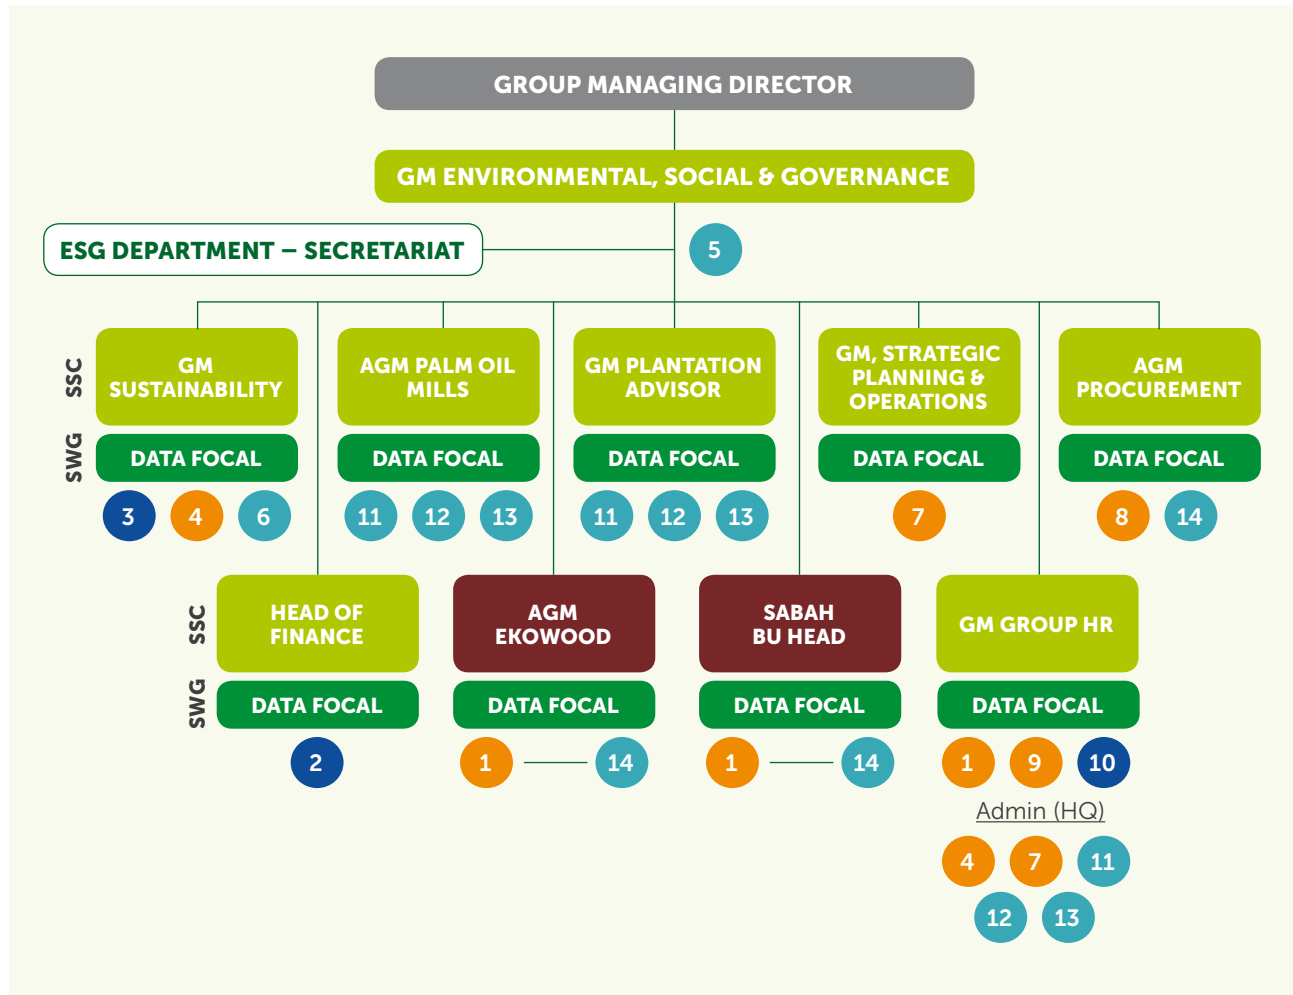 GROUP MANAGING DIRECTOR
GM ENVIRONMENTAL, SOCIAL & GOVERNANCE
ESG DEPARTMENT – SECRETARIAT
5
SSC
GM
SUSTAINABILITY
AGM PALM OIL
MILLS
GM PLANTATION
ADVISOR
GM, STRATEGIC
PLANNING &
OPERATIONS
AGM
PROCUREMENT
SWG
DATA FOCAL
DATA FOCAL
DATA FOCAL
DATA FOCAL
DATA FOCAL
3 4 6
11 12 13
11 12 13
7
8 14
SSC
HEAD OF
FINANCE
AGM
EKOWOOD
SABAH
BU HEAD
GM GROUP HR
SWG
DATA FOCAL
DATA FOCAL
DATA FOCAL
DATA FOCAL
2
1 14
1 14
1 9 10
Admin (HQ)
4 7 11
12 13